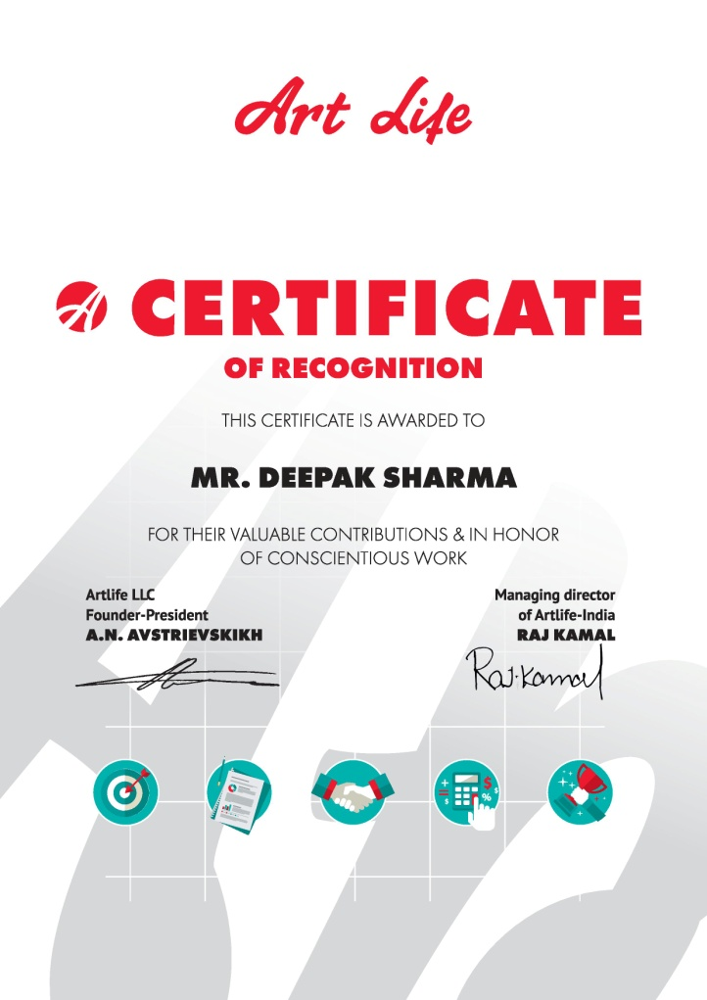 Art Life
CERTIFICATE
OF RECOGNITION
THIS CERTIFICATE IS AWARDED TO
MR. DEEPAK SHARMA
FOR THEIR VALUABLE CONTRIBUTIONS & IN HONOR
OF CONSCIENTIOUS WORK
Artlife LLC
Founder-President
A.N. AVSTRIEVSKIKH
Managing director
of Artlife-India
RAJ KAMAL
Raj.Kamal